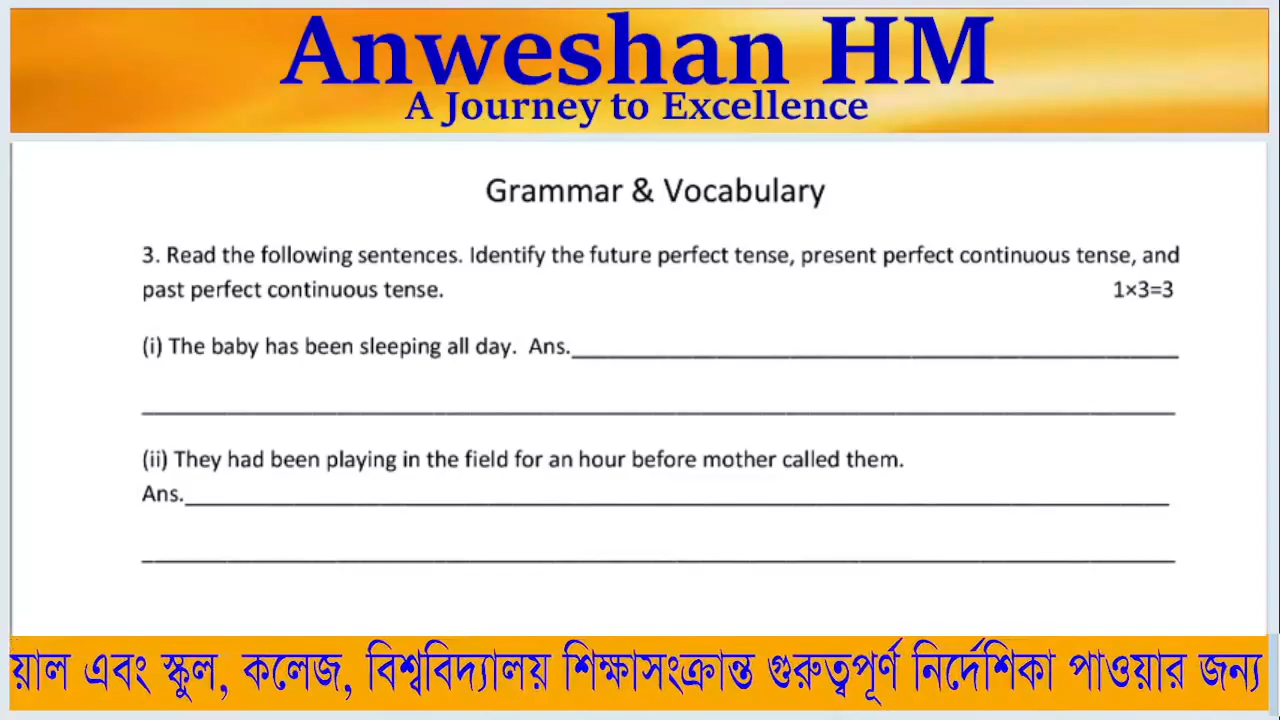 Anweshan HM
A Journey to Excellence
Grammar & Vocabulary
3. Read the following sentences. Identify the future perfect tense, present perfect continuous tense, and
past perfect continuous tense. 1×3=3
(i) The baby has been sleeping all day. Ans.
(ii) They had been playing in the field for an hour before mother called them.
Ans.
য়াল এবং স্কুল, কলেজ, বিশ্ববিদ্যালয় শিক্ষাসংক্রান্ত গুরুত্বপূর্ণ নির্দেশিকা পাওয়ার জন্য